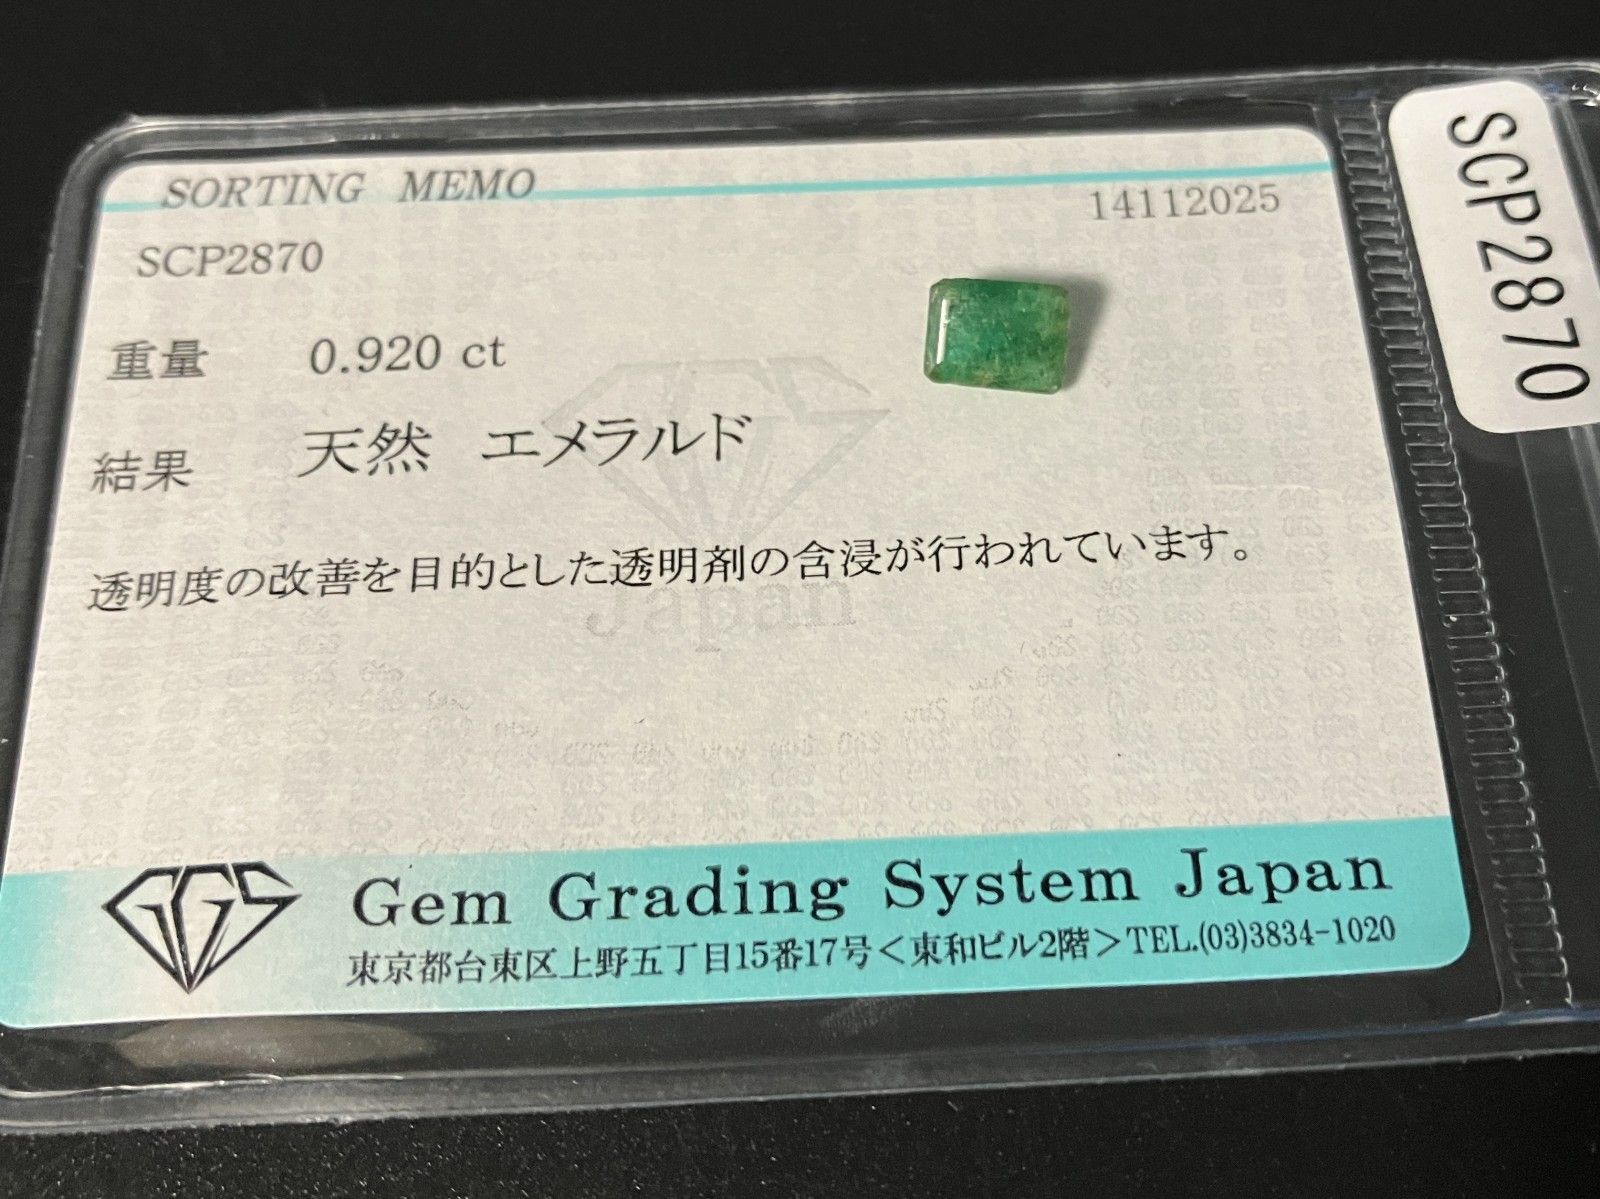 SORTING MEMO
14112025
SCP2870
重量 0.920 ct
結果 天然 エメラルド
透明度の改善を目的とした透明剤の含浸が行われています。
GGS
Japan
GGS Gem Grading System Japan
東京都台東区上野五丁目15番17号＜東和ビル2階＞TEL.(03)3834-1020
SCP2870